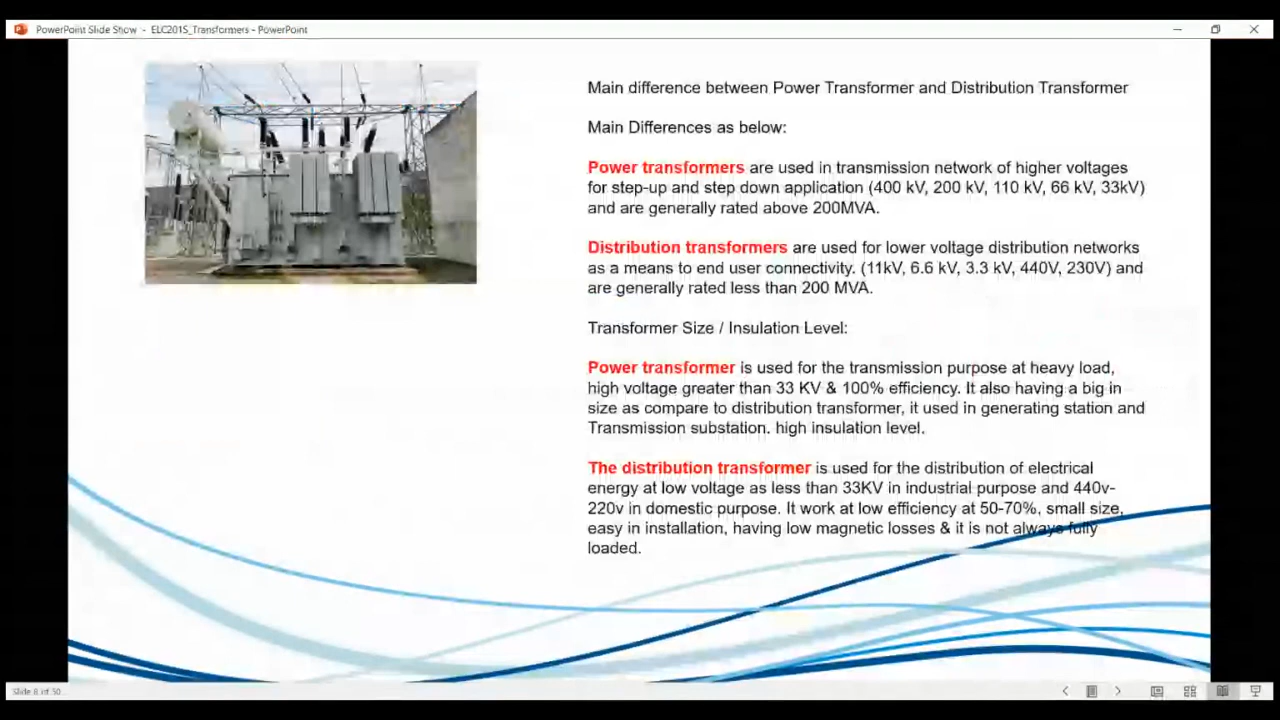 PowerPoint Slide Show - ELC201S_Transformers - PowerPoint
Main difference between Power Transformer and Distribution Transformer
Main Differences as below:
Power transformers are used in transmission network of higher voltages
for step-up and step down application (400 kV, 200 kV, 110 kV, 66 kV, 33kV)
and are generally rated above 200MVA.
Distribution transformers are used for lower voltage distribution networks
as a means to end user connectivity. (11kV, 6.6 kV, 3.3 kV, 440V, 230V) and
are generally rated less than 200 MVA.
Transformer Size / Insulation Level:
Power transformer is used for the transmission purpose at heavy load,
high voltage greater than 33 KV & 100% efficiency. It also having a big in
size as compare to distribution transformer, it used in generating station and
Transmission substation. high insulation level.
The distribution transformer is used for the distribution of electrical
energy at low voltage as less than 33KV in industrial purpose and 440v-
220v in domestic purpose. It work at low efficiency at 50-70%, small size,
easy in installation, having low magnetic losses & it is not always fully
loaded.
Slide 8 of 50